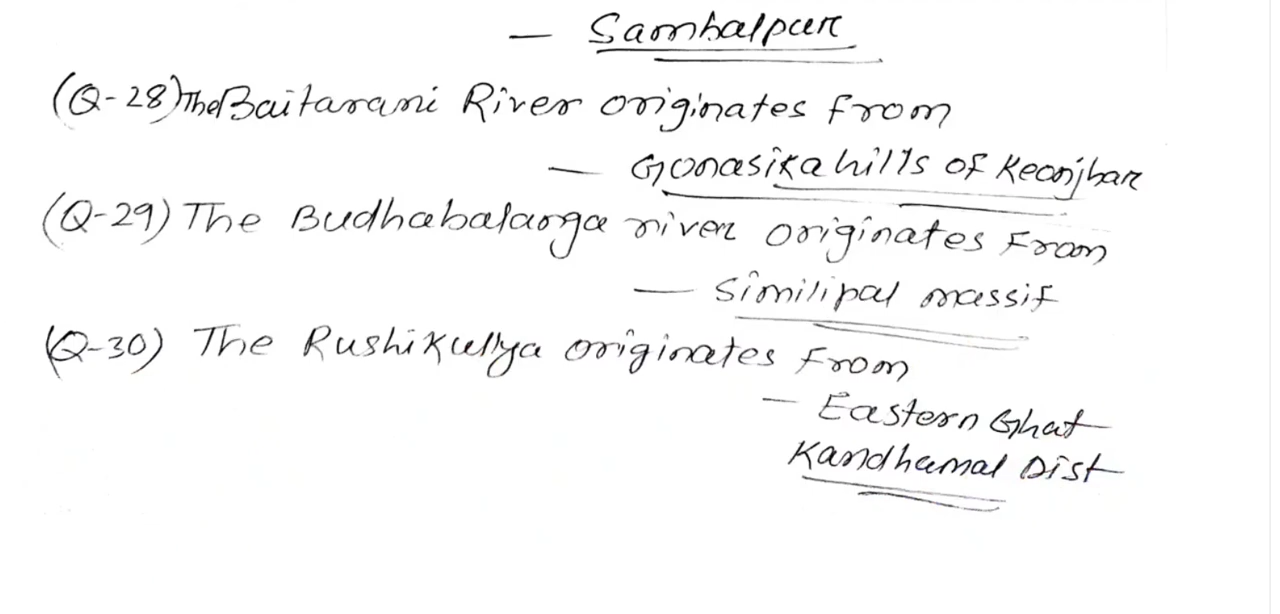 — Sambalpur
(Q-28) The Baitarani River originates from
— Gonasika hills of Keonjhar
(Q-29) The Budhabalanga river originates From
— Similipal massif
(Q-30) The Rushikullya originates From
— Eastern Ghat
Kandhamal Dist